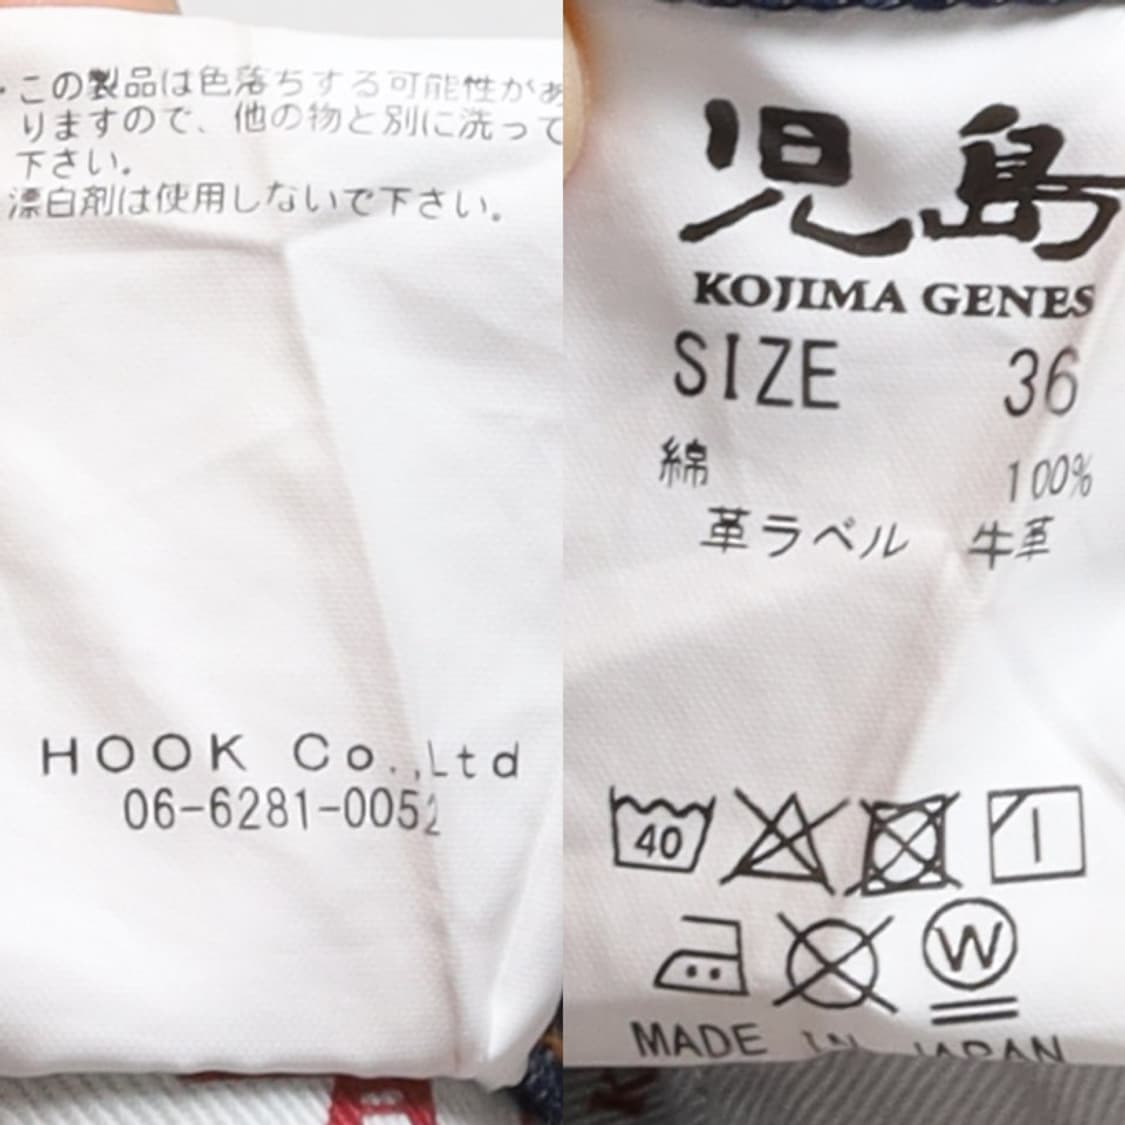 ・この製品は色落ちする可能性があ
りますので、他の物と別に洗って
下さい。
漂白剤は使用しないで下さい。
HOOK Co.,Ltd
06-6281-0052
児島
KOJIMA GENES
SIZE 36
綿 100%
革ラベル 牛革
40
W
MADE IN JAPAN